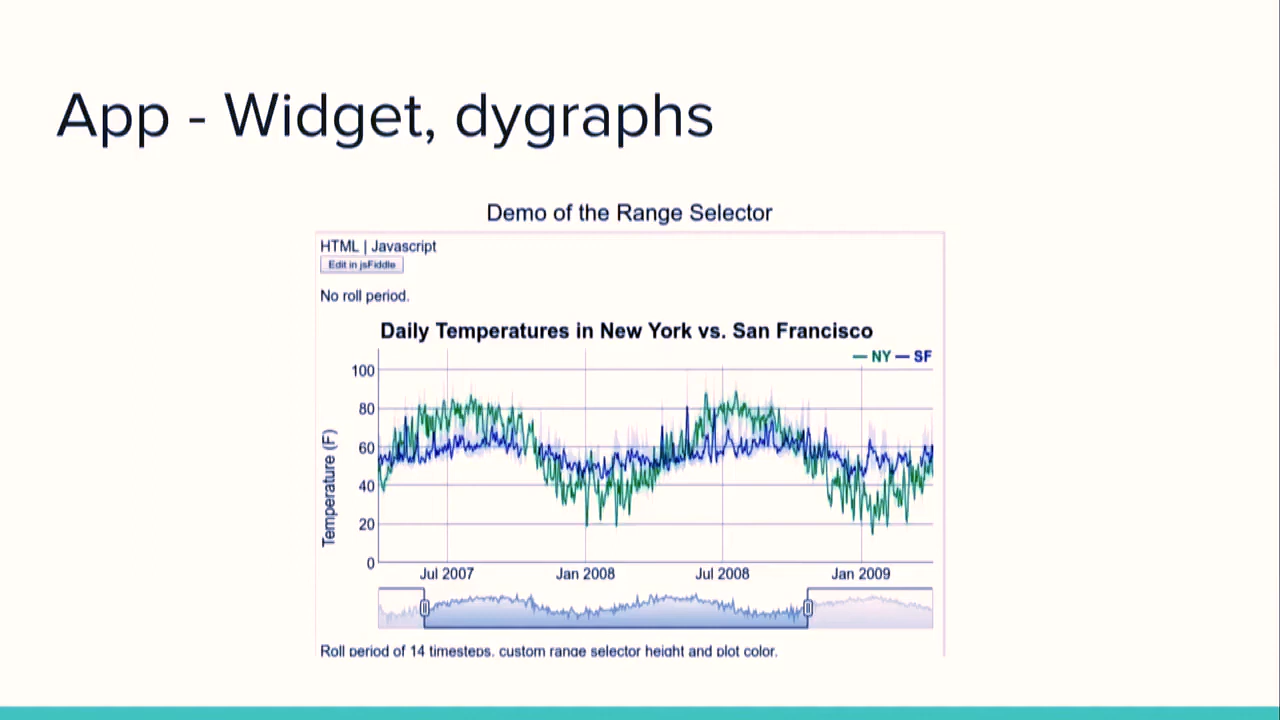 App - Widget, dygraphs
Demo of the Range Selector
HTML | Javascript
Edit in jsFiddle
No roll period.
Daily Temperatures in New York vs. San Francisco
NY SF
100
80
60
40
20
0
Temperature (F)
Jul 2007 Jan 2008 Jul 2008 Jan 2009
Roll period of 14 timesteps, custom range selector height and plot color.